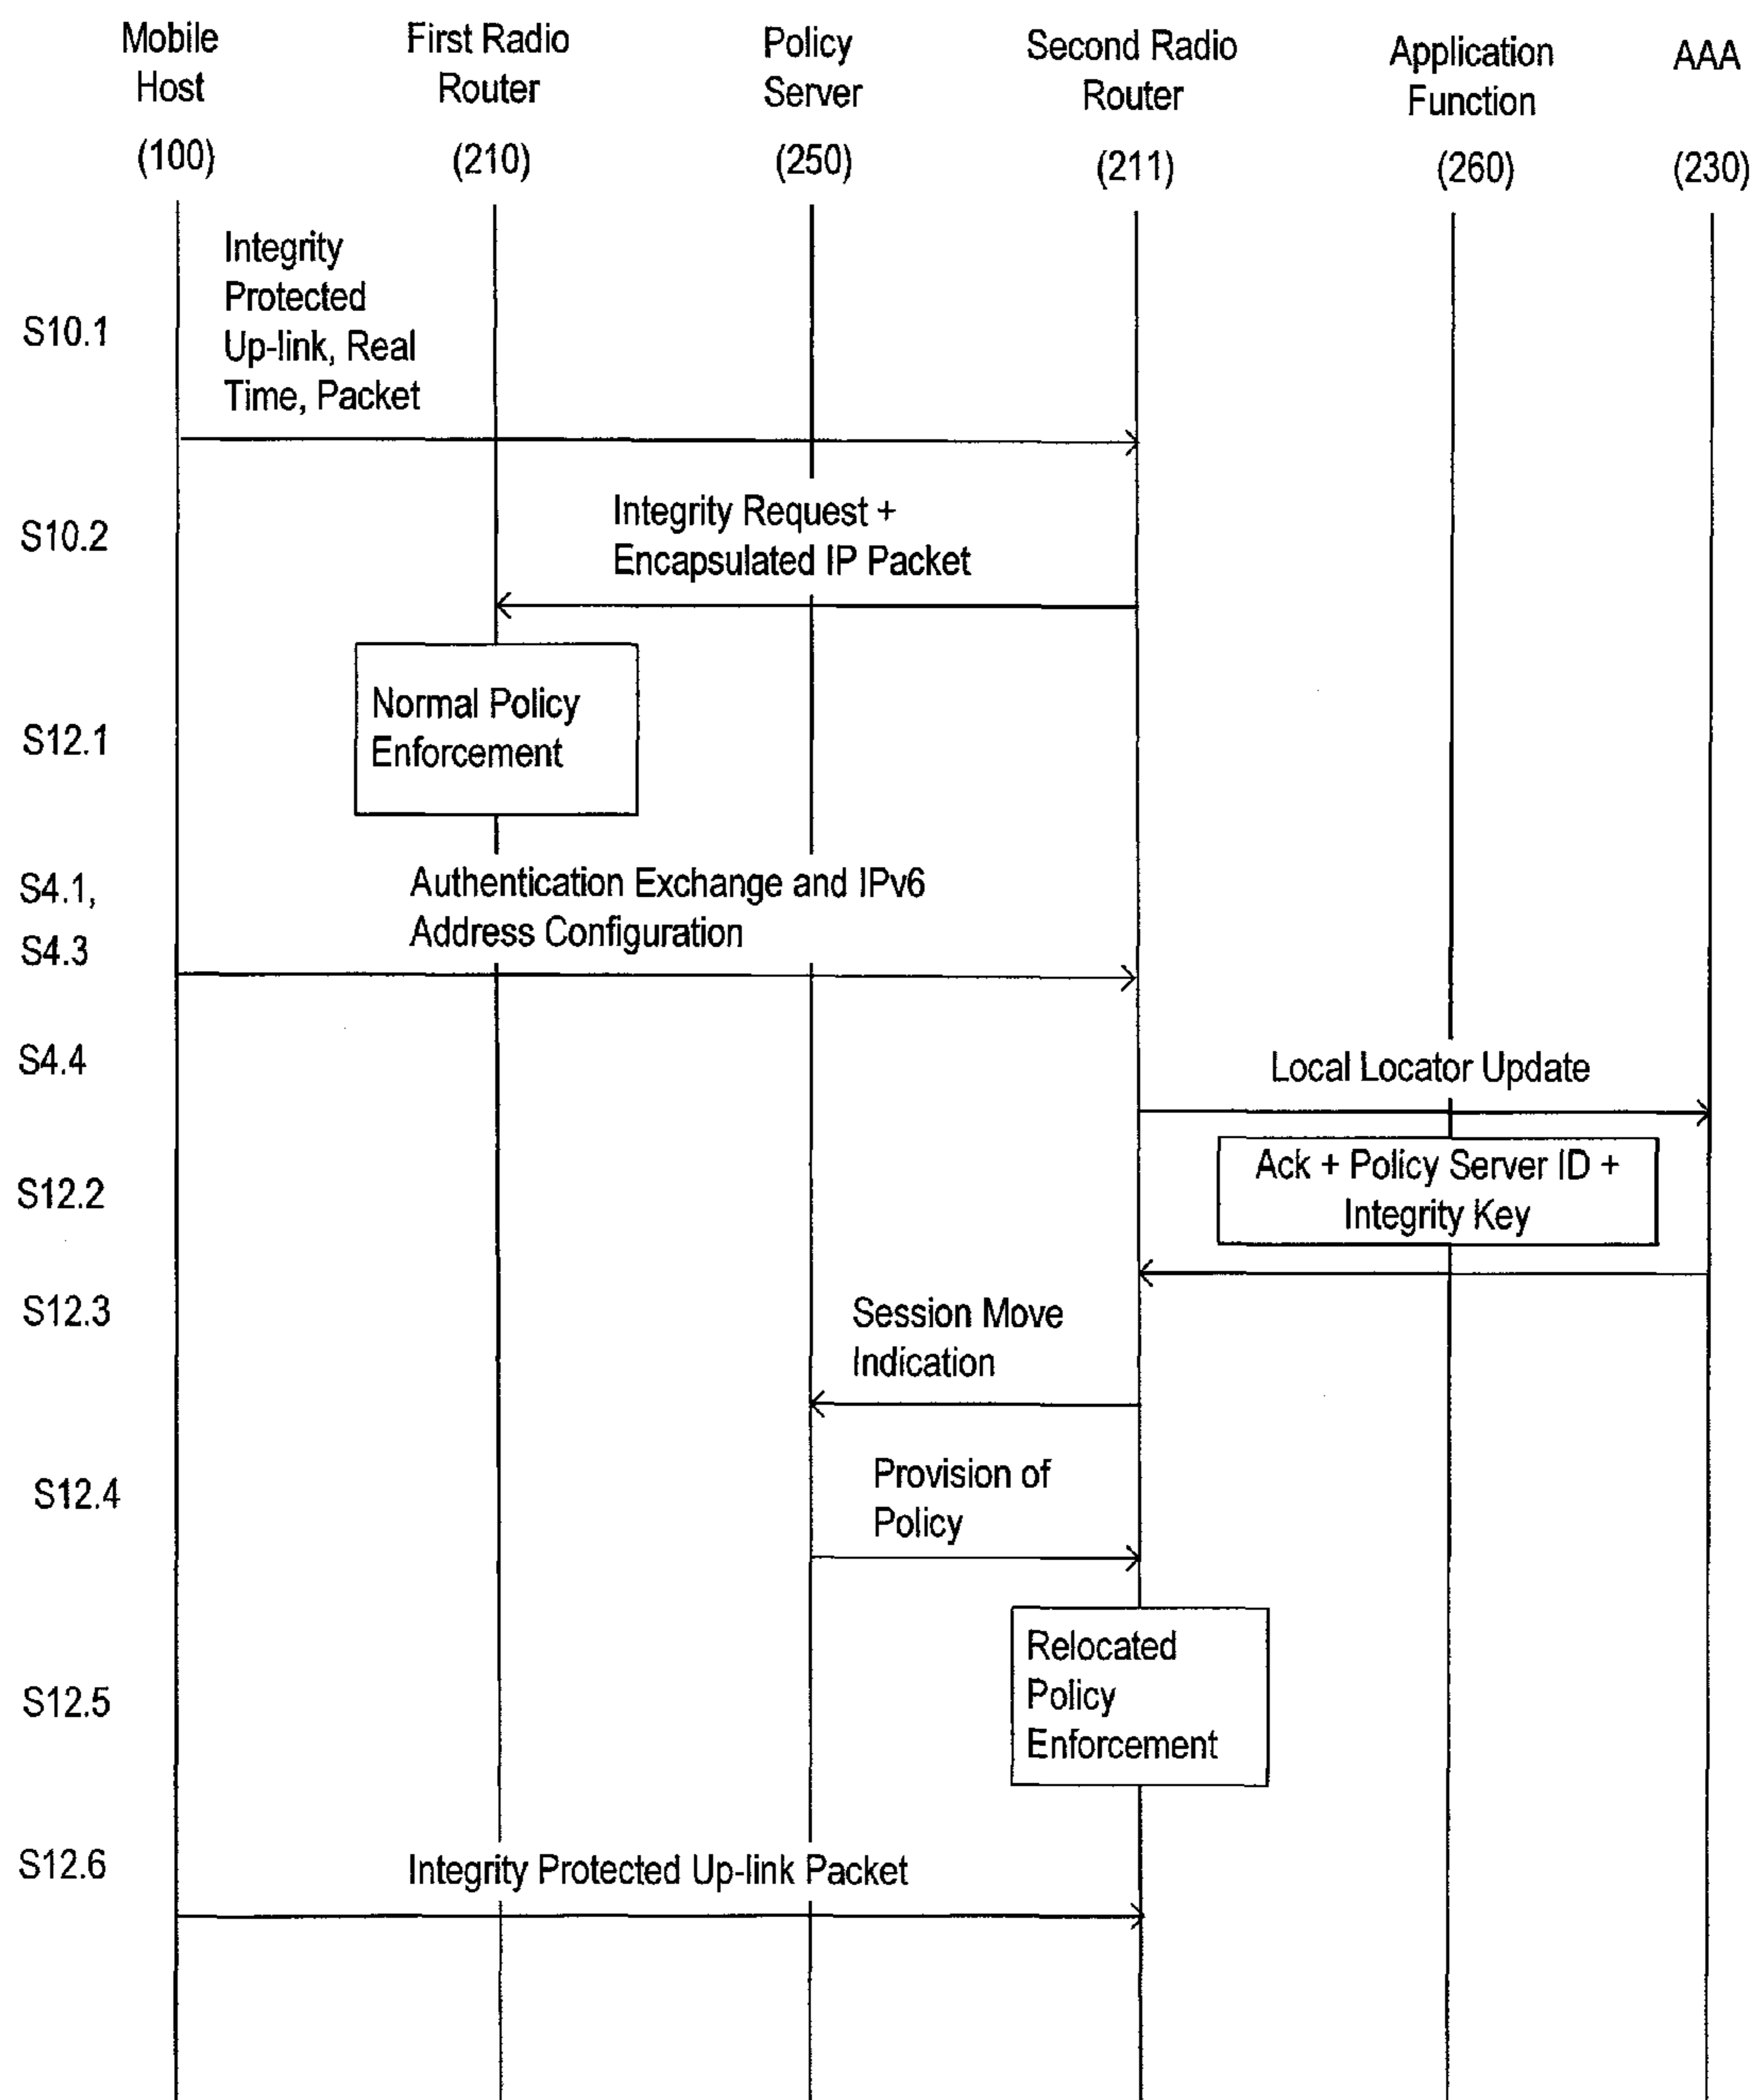 Mobile
Host
(100)
First Radio
Router
(210)
Policy
Server
(250)
Second Radio
Router
(211)
Application
Function
(260)
AAA
(230)
S10.1
Integrity
Protected
Up-link, Real
Time, Packet
S10.2
Integrity Request +
Encapsulated IP Packet
S12.1
Normal Policy
Enforcement
S4.1,
S4.3
Authentication Exchange and IPv6
Address Configuration
S4.4
Local Locator Update
S12.2
Ack + Policy Server ID +
Integrity Key
S12.3
Session Move
Indication
S12.4
Provision of
Policy
S12.5
Relocated
Policy
Enforcement
S12.6
Integrity Protected Up-link Packet